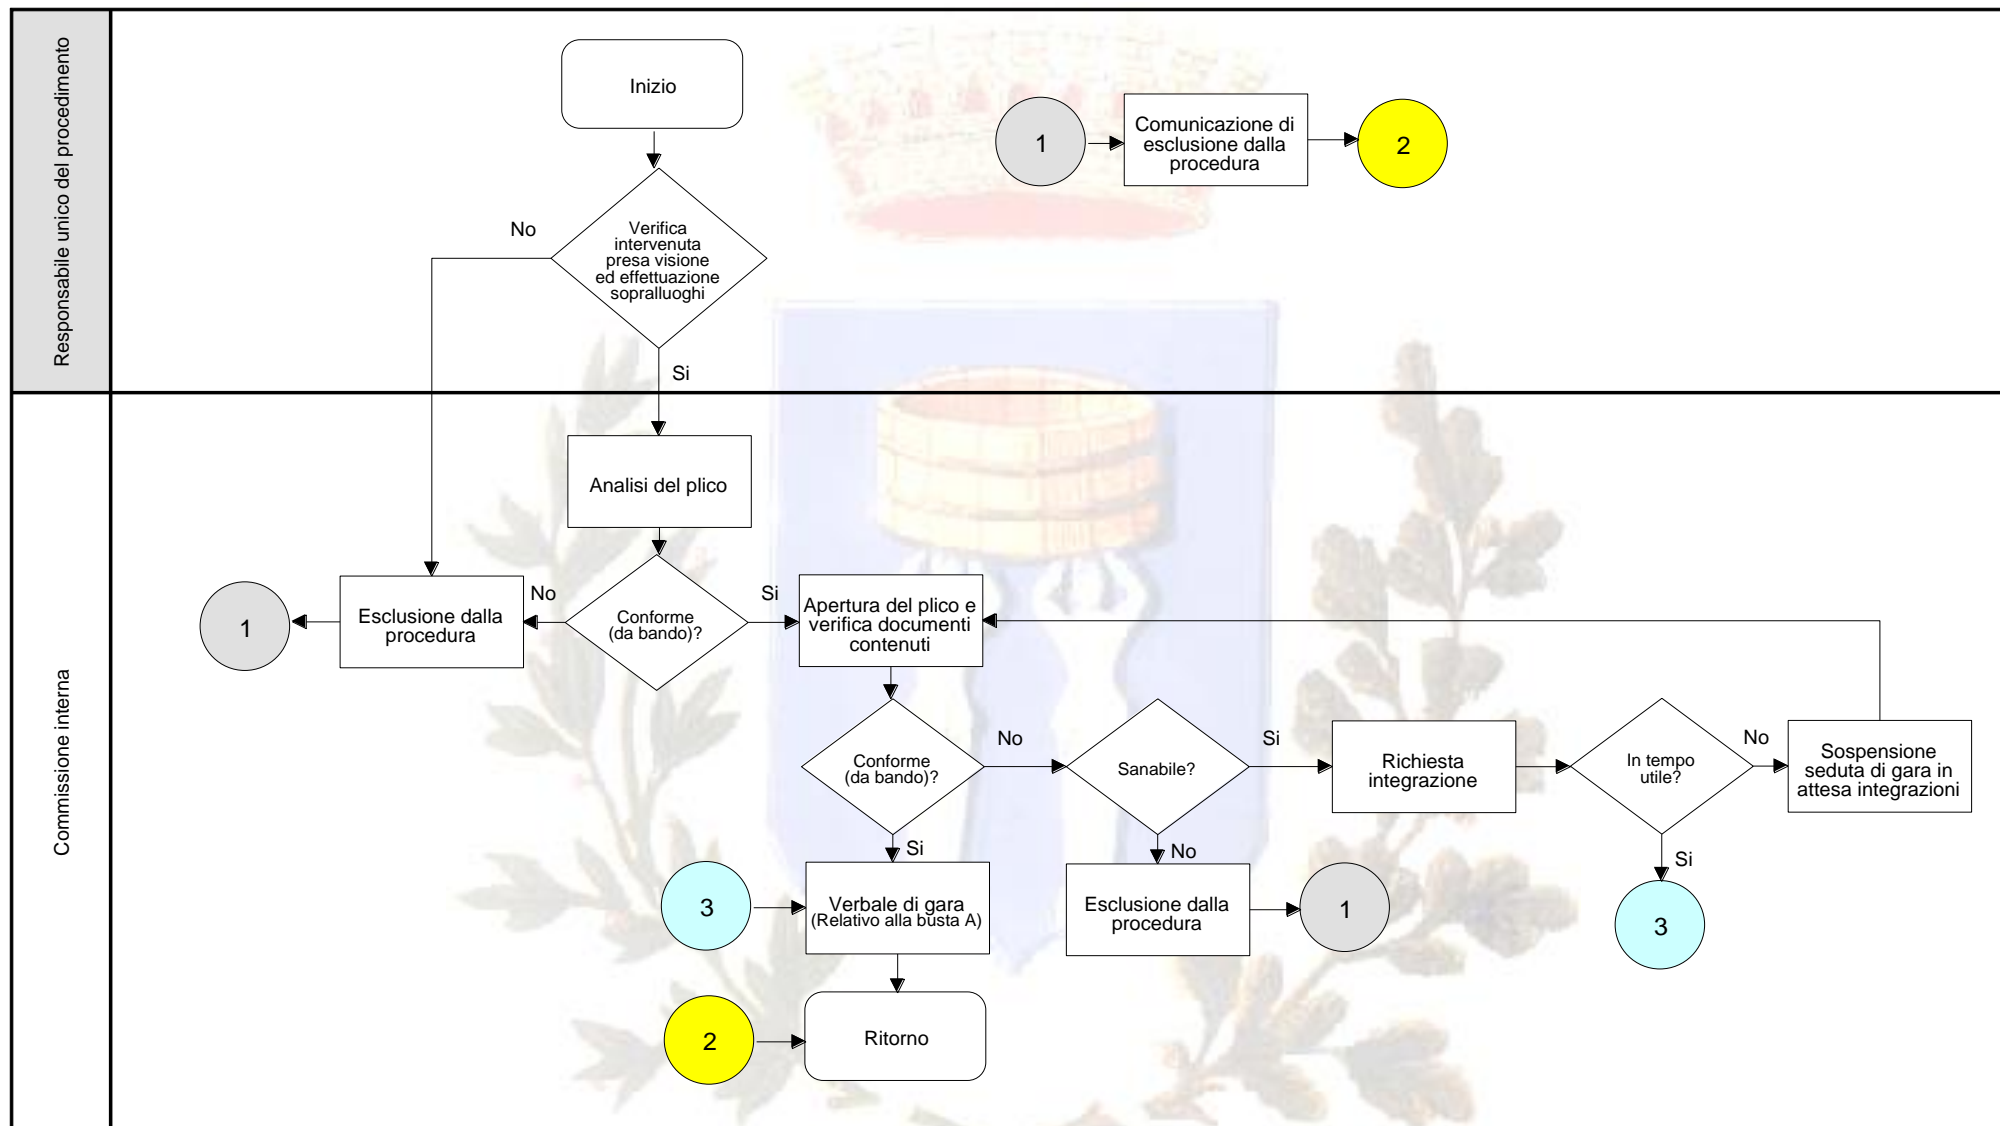 Responsabile unico del procedimento
Inizio
1
Comunicazione di
esclusione dalla
procedura
2
No
Verifica
intervenuta
presa visione
ed effettuazione
sopralluoghi
Si
Commissione interna
Analisi del plico
1
Esclusione dalla
procedura
No
Conforme
(da bando)?
Si
Apertura del plico e
verifica documenti
contenuti
Conforme
(da bando)?
No
Sanabile?
Si
Richiesta
integrazione
In tempo
utile?
No
Sospensione
seduta di gara in
attesa integrazioni
Si
No
Si
3
Verbale di gara
(Relativo alla busta A)
Esclusione dalla
procedura
1
3
2
Ritorno